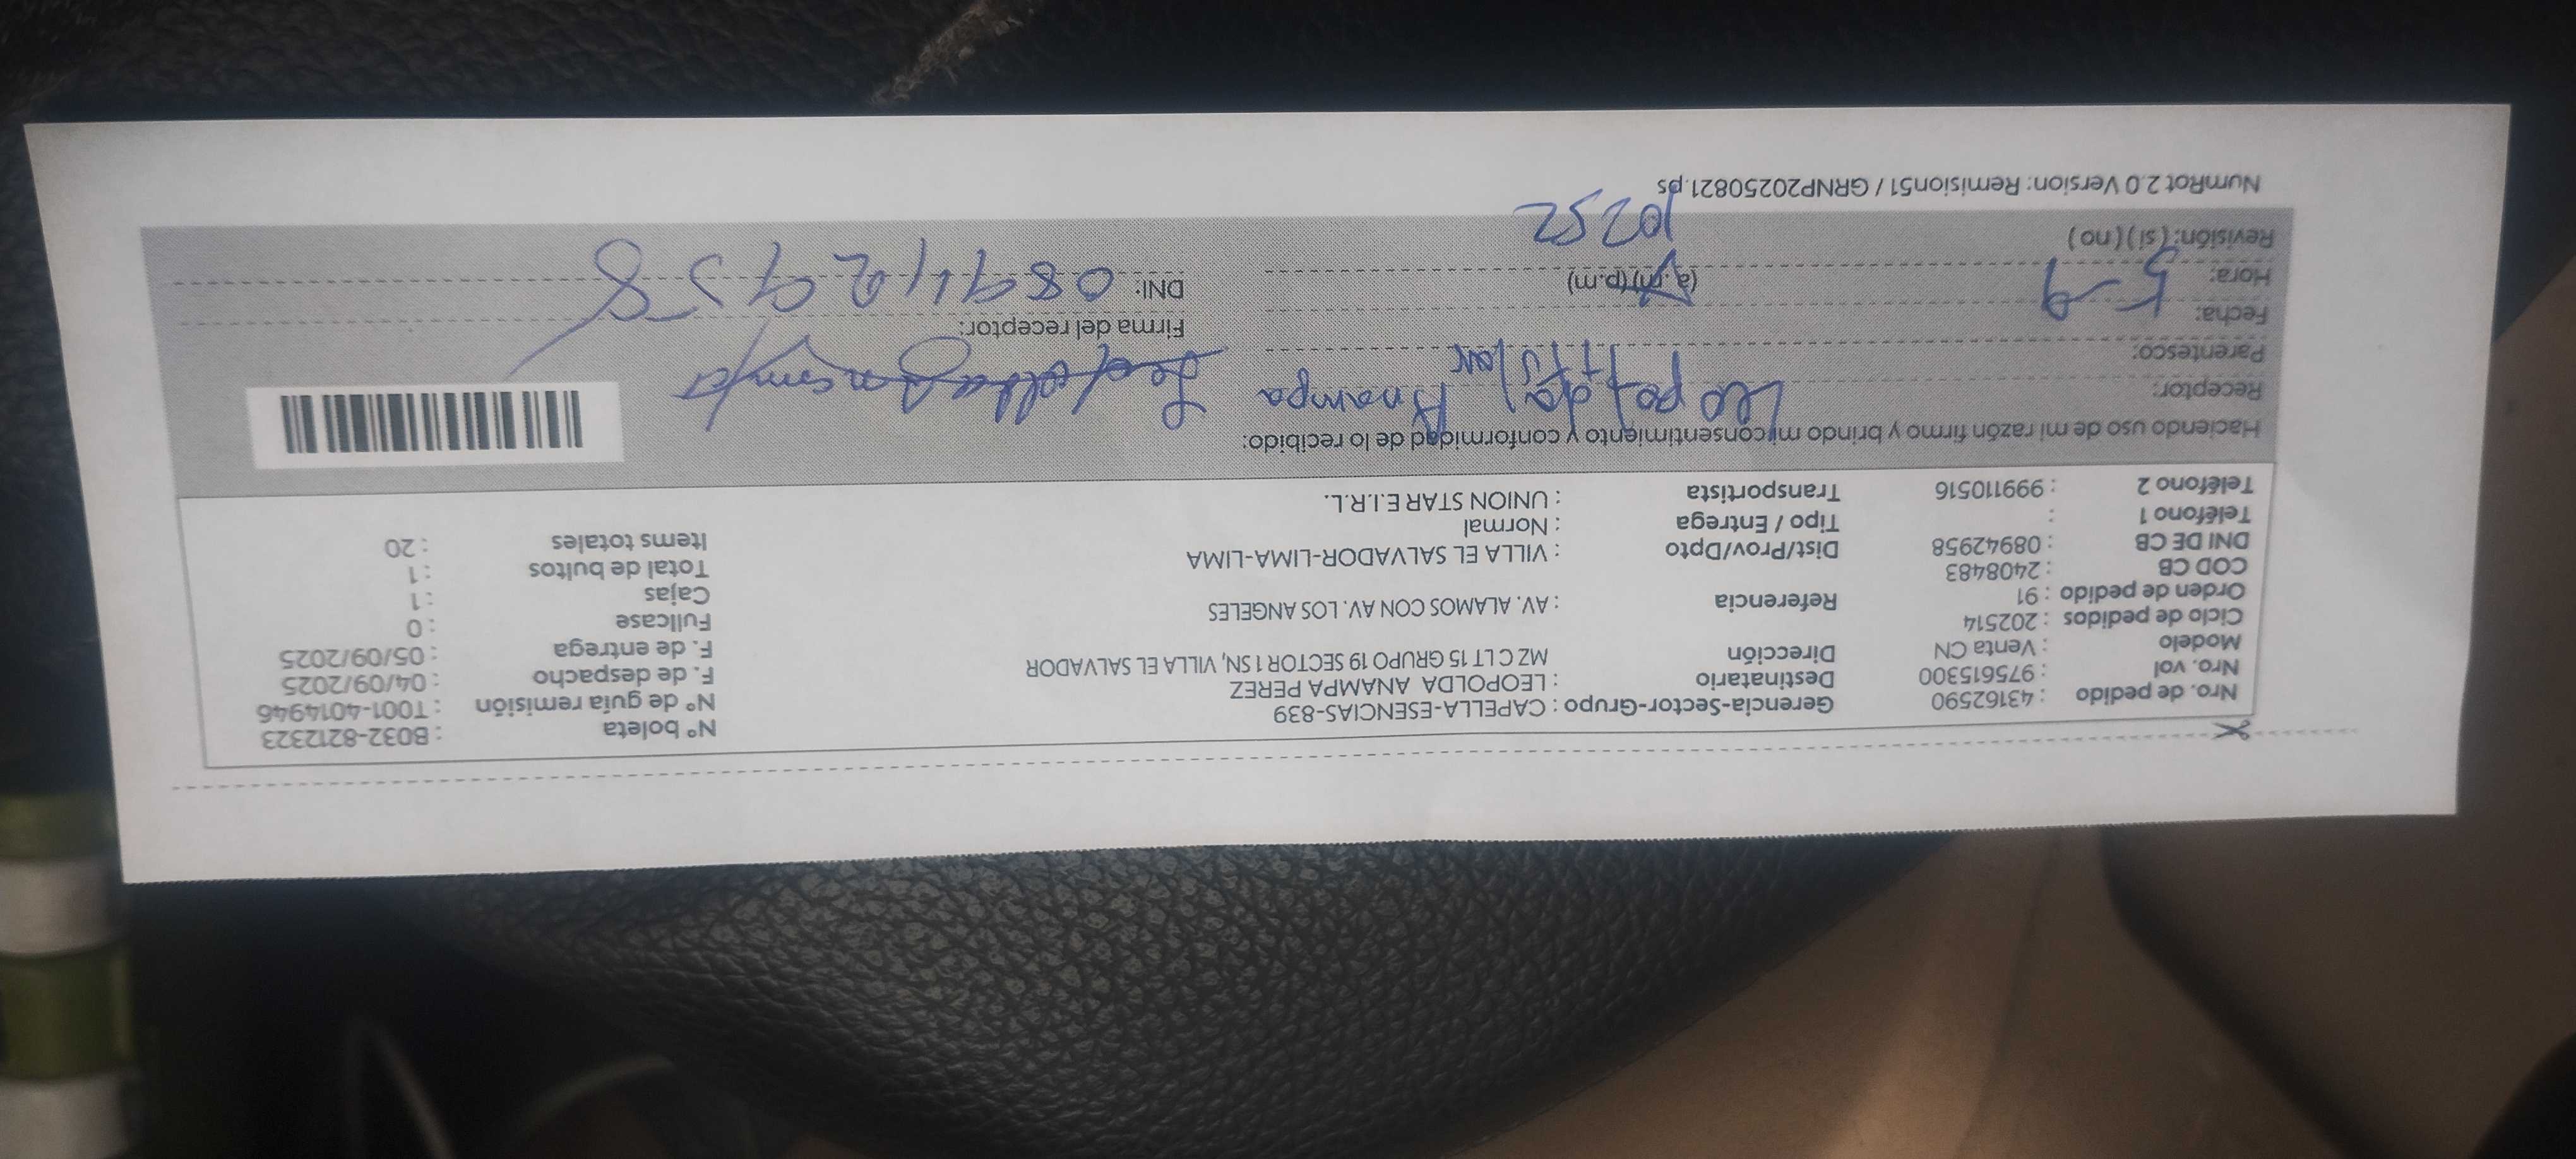 Nro. de pedido : 43162590 Gerencia-Sector-Grupo : CAPELLA-ESENCIAS-839 N° boleta : B032-8212323
Nro. vol : 975615300 Destinatario : LEOPOLDA ANAMPA PEREZ N° de guía remisión : T001-4014946
Modelo : Venta CN Dirección MZ C LT 15 GRUPO 19 SECTOR 1 SN, VILLA EL SALVADOR F. de despacho : 04/09/2025
Ciclo de pedidos : 202514 F. de entrega : 05/09/2025
Orden de pedido : 91 Referencia : AV. ALAMOS CON AV. LOS ANGELES Fullcase : 0
COD CB : 2408483 Cajas : 1
DNI DE CB : 08942958 Dist/Prov/Dpto : VILLA EL SALVADOR-LIMA-LIMA Total de bultos : 1
Teléfono 1 : Tipo / Entrega : Normal Items totales : 20
Teléfono 2 : 999110516 Transportista : UNION STAR E.I.R.L.
Haciendo uso de mi razón firmo y brindo mi consentimiento y conformidad de lo recibido:
Receptor: Leopolda Anampa
Parentesco: Titular
Fecha: 5-9 Firma del receptor:
Hora: (a.m) (p.m) DNI: 08942958
Revisión: ( si ) ( no ) 10252
NumRot 2.0 Version: Remision51 / GRNP20250821.ps